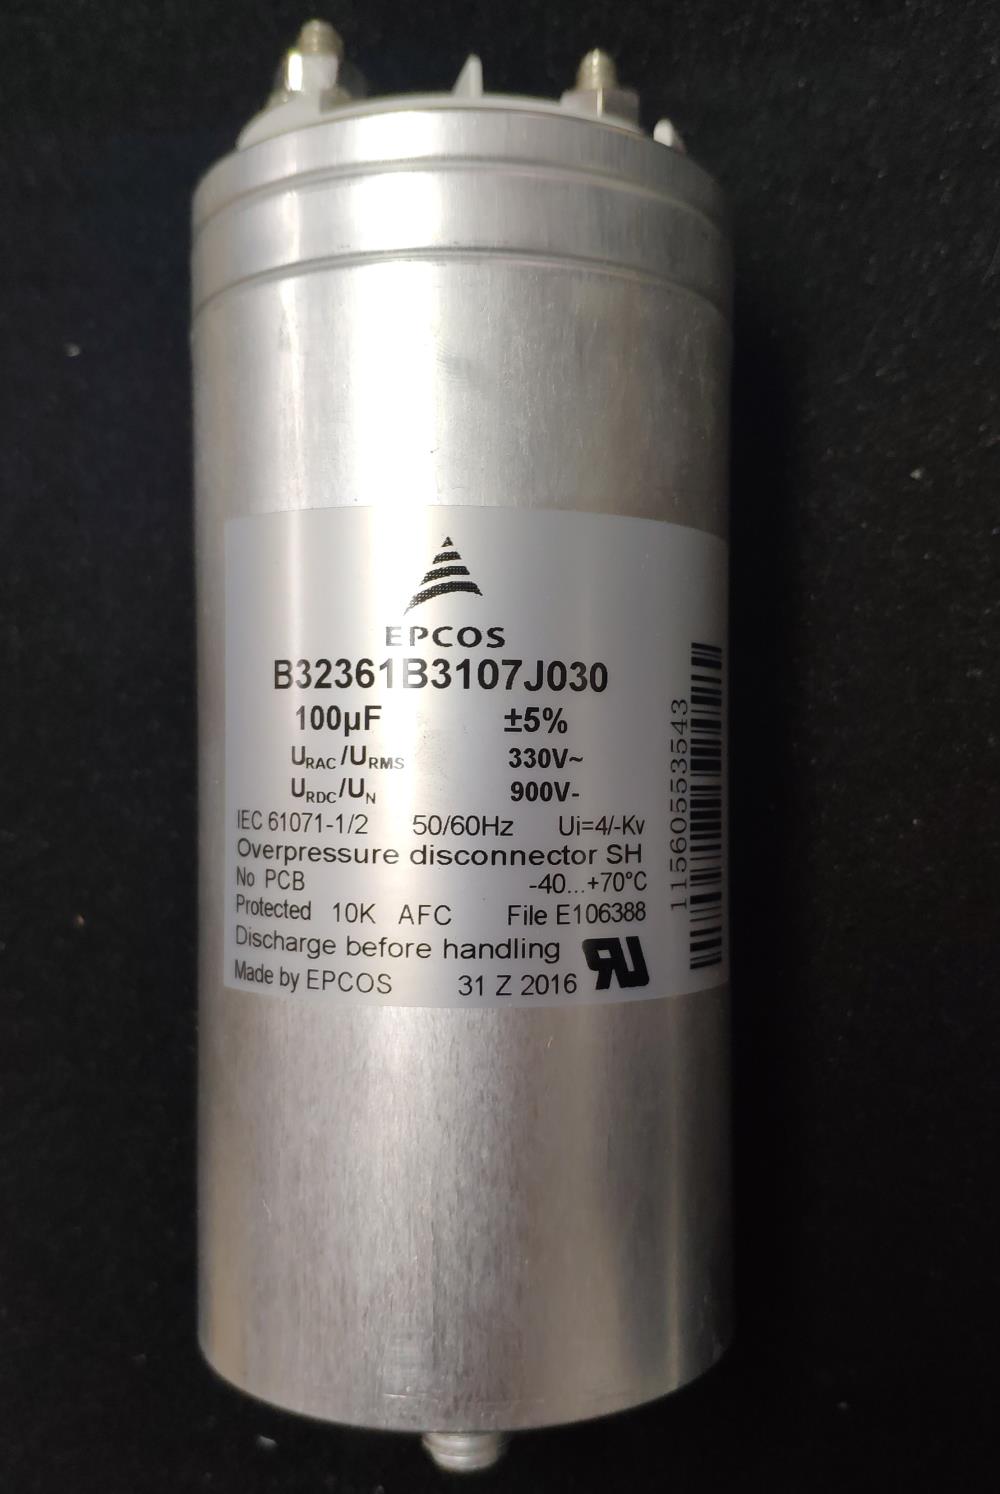 EPCOS
B32361B3107J030
100µF ±5%
URAC/URMS 330V~
URDC/UN 900V-
IEC 61071-1/2 50/60Hz Ui=4/-Kv
Overpressure disconnector SH
No PCB -40...+70°C
Protected 10K AFC File E106388
Discharge before handling
Made by EPCOS 31 Z 2016
115605553543